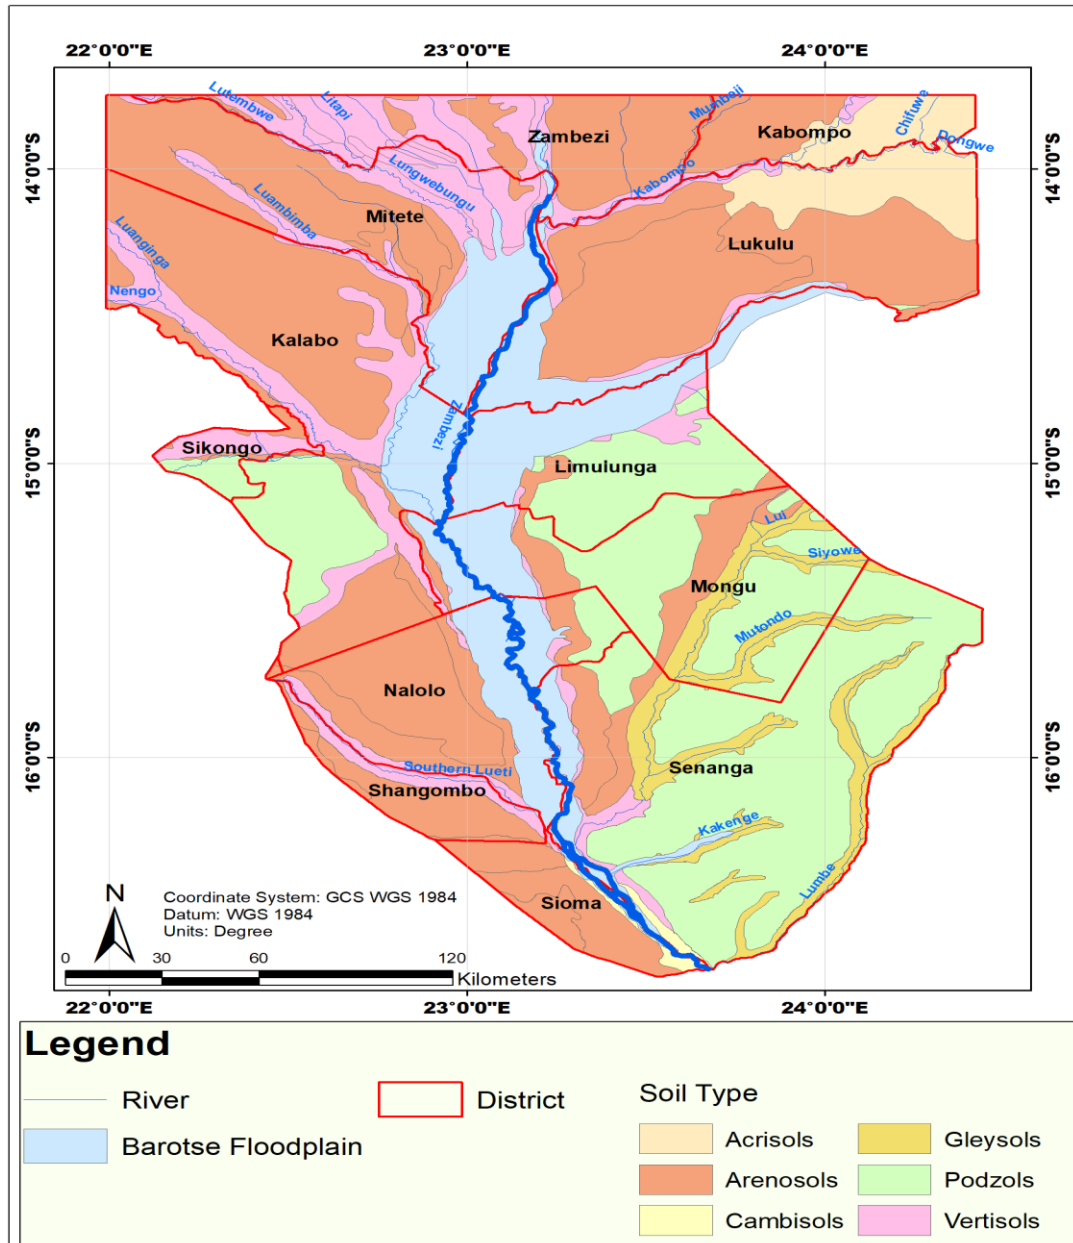 22°0'0"E 23°0'0"E 24°0'0"E
Lutembwe
Litapi
Mumbeji
Chifuwe
Zambezi
Kabompo
Dongwe
14°0'0"S 14°0'0"S
Lungwebungu
Kabompo
Luambimba
Mitete
Luanginga
Lukulu
Nengo
Kalabo
Zambezi
Sikongo
Limulunga
15°0'0"S 15°0'0"S
Lui
Siyowe
Mongu
Mutondo
Nalolo
16°0'0"S 16°0'0"S
Southern Lueti
Senanga
Shangombo
Kakenge
Lumbe
Sioma
N
Coordinate System: GCS WGS 1984
Datum: WGS 1984
Units: Degree
0 30 60 120
Kilometers
22°0'0"E 23°0'0"E 24°0'0"E
Legend
River
District
Barotse Floodplain
Soil Type
Acrisols
Gleysols
Arenosols
Podzols
Cambisols
Vertisols